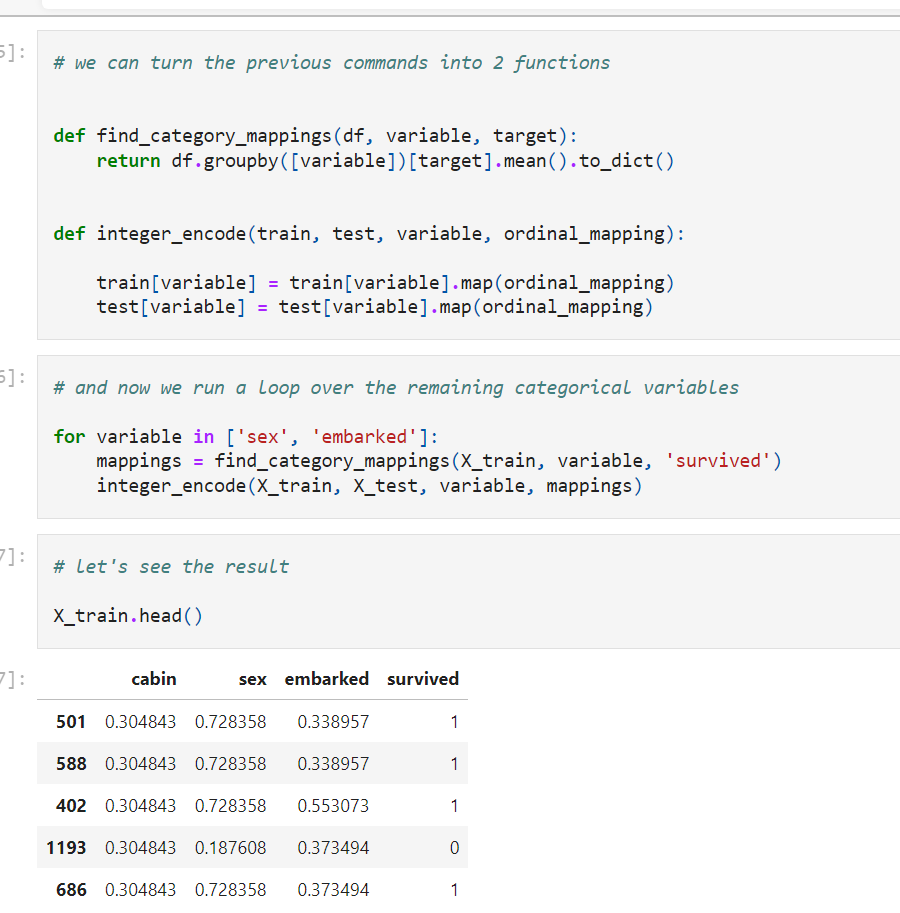 5]:
# we can turn the previous commands into 2 functions
def find_category_mappings(df, variable, target):
    return df.groupby([variable])[target].mean().to_dict()
def integer_encode(train, test, variable, ordinal_mapping):
    train[variable] = train[variable].map(ordinal_mapping)
    test[variable] = test[variable].map(ordinal_mapping)
6]:
# and now we run a loop over the remaining categorical variables
for variable in ['sex', 'embarked']:
    mappings = find_category_mappings(X_train, variable, 'survived')
    integer_encode(X_train, X_test, variable, mappings)
7]:
# let's see the result
X_train.head()
7]:
cabin sex embarked survived
501 0.304843 0.728358 0.338957 1
588 0.304843 0.728358 0.338957 1
402 0.304843 0.728358 0.553073 1
1193 0.304843 0.187608 0.373494 0
686 0.304843 0.728358 0.373494 1